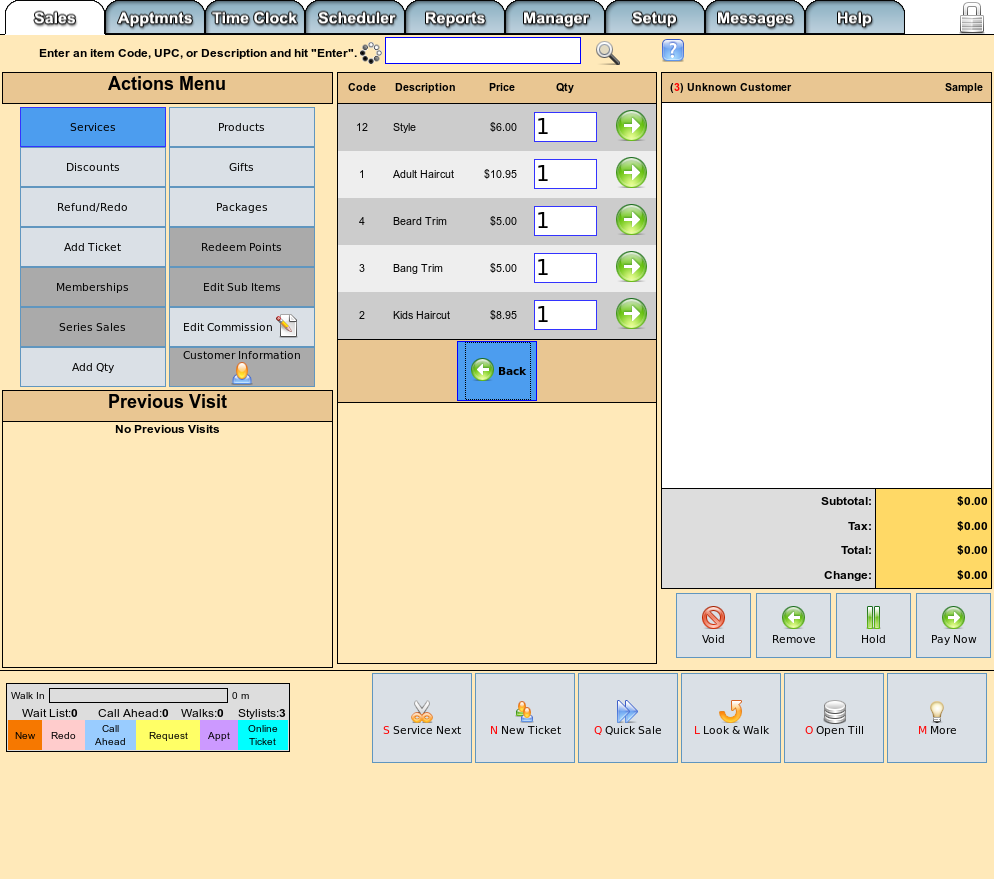 Sales Apptmnts Time Clock Scheduler Reports Manager Setup Messages Help
Enter an item Code, UPC, or Description and hit "Enter".
?
Actions Menu
Services Products
Discounts Gifts
Refund/Redo Packages
Add Ticket Redeem Points
Memberships Edit Sub Items
Series Sales Edit Commission
Add Qty Customer Information
Previous Visit
No Previous Visits
Code Description Price Qty
12 Style $6.00 1
1 Adult Haircut $10.95 1
4 Beard Trim $5.00 1
3 Bang Trim $5.00 1
2 Kids Haircut $8.95 1
Back
(3) Unknown Customer Sample
Subtotal: $0.00
Tax: $0.00
Total: $0.00
Change: $0.00
Void Remove Hold Pay Now
Walk In 0 m
Wait List:0 Call Ahead:0 Walks:0 Stylists:3
New Redo Call Ahead Request Appt Online Ticket
S Service Next N New Ticket Q Quick Sale L Look & Walk O Open Till M More